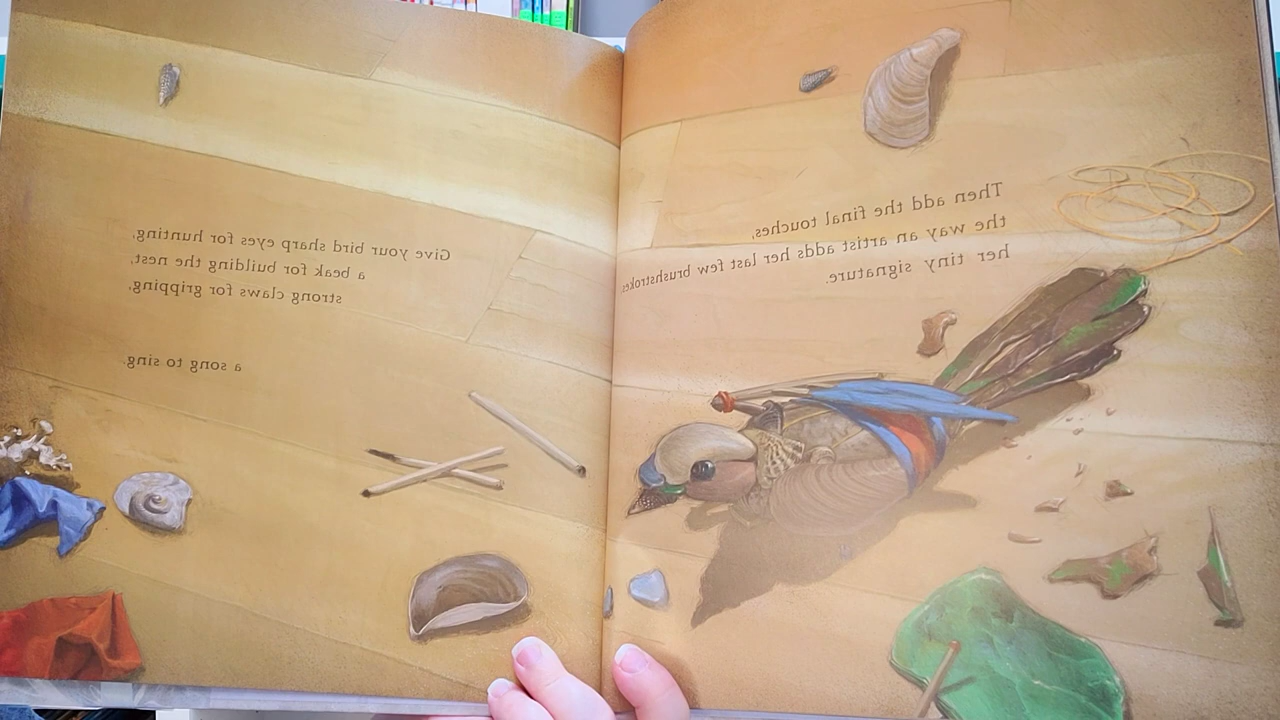 Then add the final touches,
the way an artist adds her last few brushstrokes,
her tiny signature.
Give your bird sharp eyes for hunting,
a beak for building the nest,
strong claws for gripping,
a song to sing.